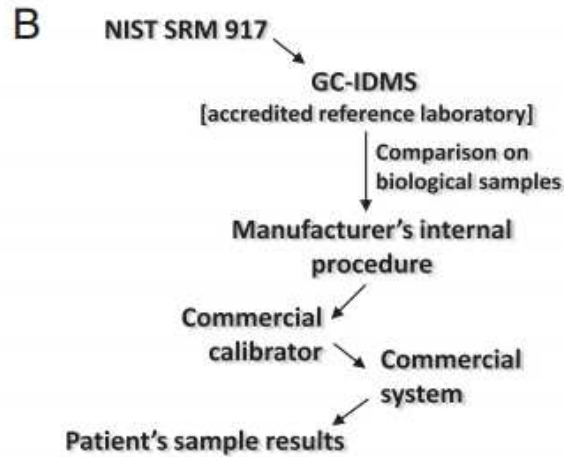 B
NIST SRM 917
GC-IDMS
[accredited reference laboratory]
Comparison on
biological samples
Manufacturer's internal
procedure
Commercial
calibrator
Commercial
system
Patient's sample results